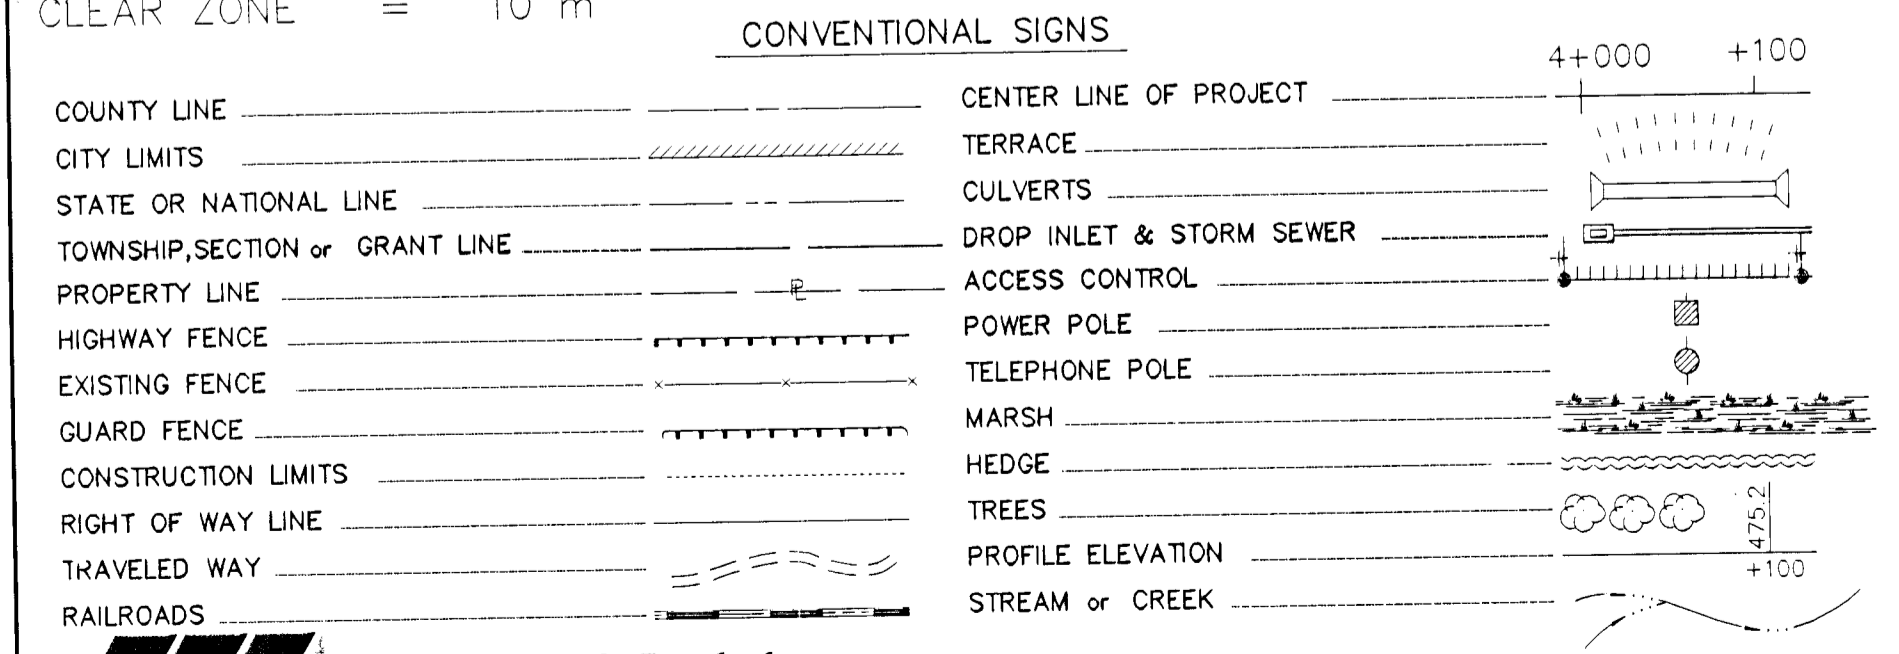 CLEAR ZONE = 10 m
CONVENTIONAL SIGNS
COUNTY LINE
CITY LIMITS
STATE OR NATIONAL LINE
TOWNSHIP,SECTION or GRANT LINE
PROPERTY LINE
HIGHWAY FENCE
EXISTING FENCE
GUARD FENCE
CONSTRUCTION LIMITS
RIGHT OF WAY LINE
TRAVELED WAY
RAILROADS
4+000 +100
CENTER LINE OF PROJECT
TERRACE
CULVERTS
DROP INLET & STORM SEWER
ACCESS CONTROL
POWER POLE
TELEPHONE POLE
MARSH
HEDGE
TREES
475.2
PROFILE ELEVATION
+100
STREAM or CREEK